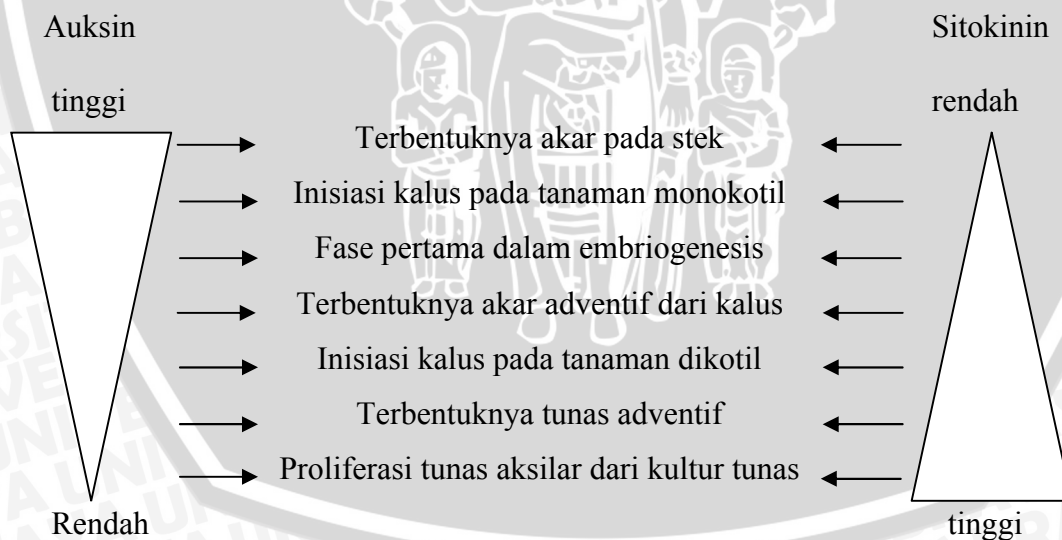 Auksin Sitokinin
tinggi rendah
Terbentuknya akar pada stek
Inisiasi kalus pada tanaman monokotil
Fase pertama dalam embriogenesis
Terbentuknya akar adventif dari kalus
Inisiasi kalus pada tanaman dikotil
Terbentuknya tunas adventif
Proliferasi tunas aksilar dari kultur tunas
Rendah tinggi